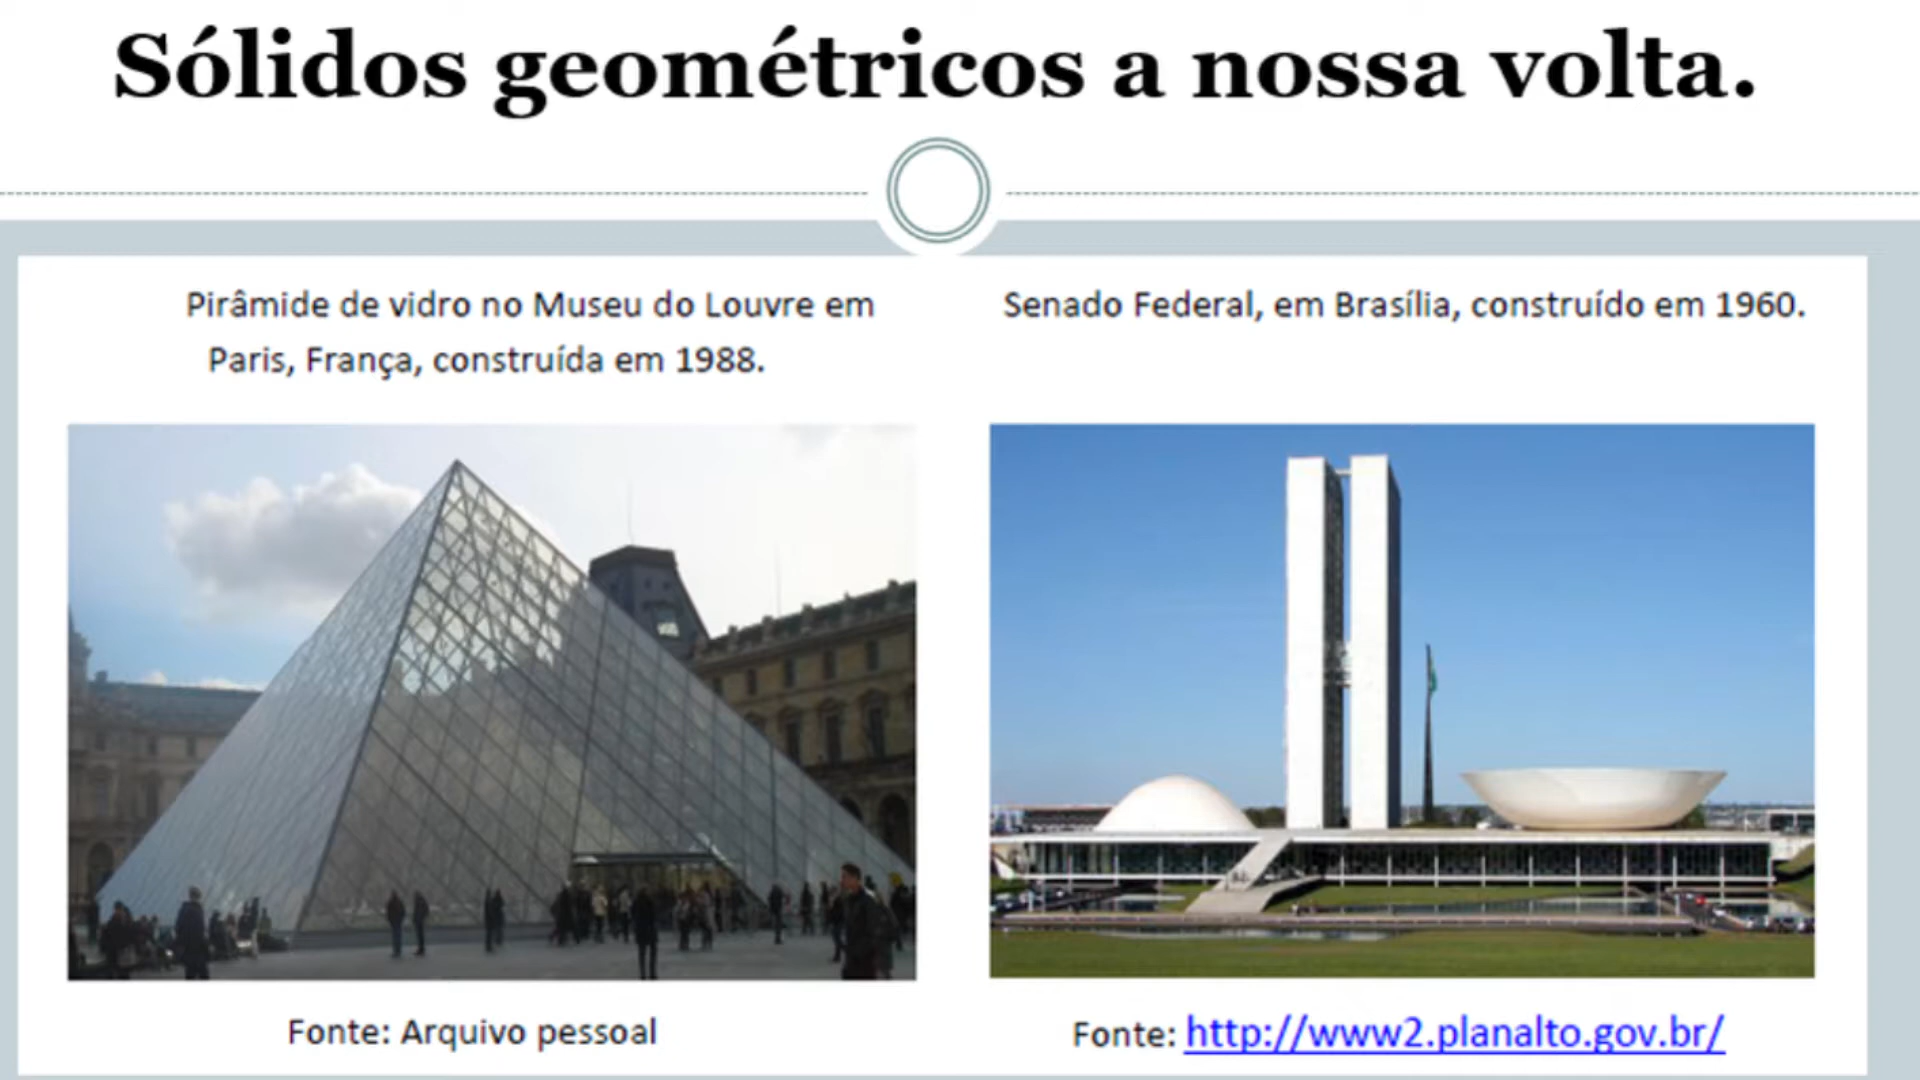 Sólidos geométricos a nossa volta.
Pirâmide de vidro no Museu do Louvre em
Paris, França, construída em 1988.
Senado Federal, em Brasília, construído em 1960.
Fonte: Arquivo pessoal
Fonte: http://www2.planalto.gov.br/